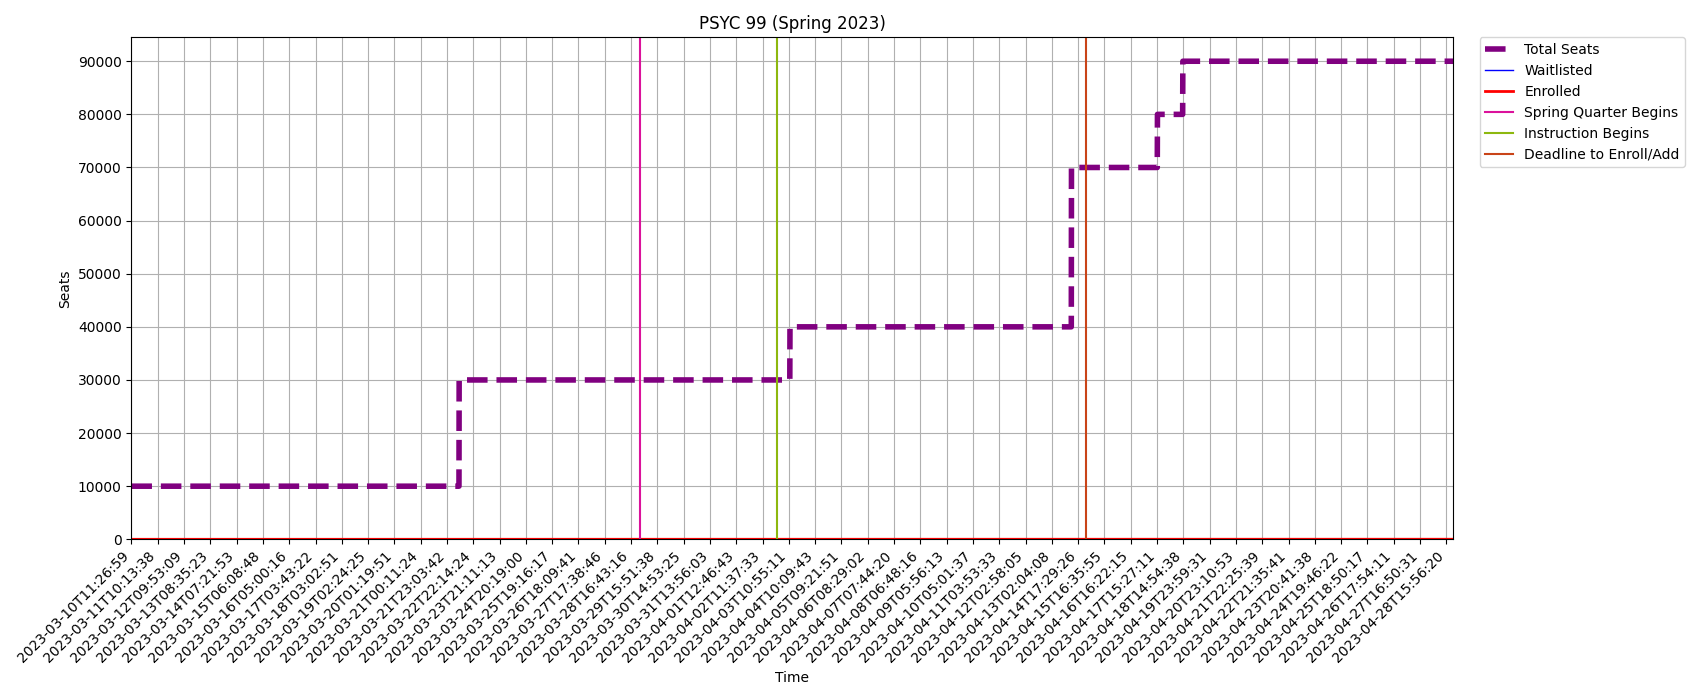 PSYC 99 (Spring 2023)
Seats
90000
80000
70000
60000
50000
40000
30000
20000
10000
0
2023-03-10T11:26:59
2023-03-11T10:13:38
2023-03-12T09:53:09
2023-03-13T08:35:23
2023-03-14T07:21:53
2023-03-15T06:08:48
2023-03-16T05:00:16
2023-03-17T03:43:22
2023-03-18T03:02:51
2023-03-19T02:24:25
2023-03-20T01:19:51
2023-03-21T00:11:24
2023-03-21T23:03:42
2023-03-22T22:14:24
2023-03-23T21:11:13
2023-03-24T20:19:00
2023-03-25T19:16:17
2023-03-26T18:09:41
2023-03-27T17:38:46
2023-03-28T16:43:16
2023-03-29T15:51:38
2023-03-30T14:53:25
2023-03-31T13:56:03
2023-04-01T12:46:43
2023-04-02T11:37:33
2023-04-03T10:55:11
2023-04-04T10:09:43
2023-04-05T09:21:51
2023-04-06T08:29:02
2023-04-07T07:44:20
2023-04-08T06:48:16
2023-04-09T05:56:13
2023-04-10T05:01:37
2023-04-11T03:53:33
2023-04-12T02:58:05
2023-04-13T02:04:08
2023-04-14T17:29:26
2023-04-15T16:35:55
2023-04-16T16:22:15
2023-04-17T15:27:11
2023-04-18T14:54:38
2023-04-19T23:59:31
2023-04-20T23:10:53
2023-04-21T22:25:39
2023-04-22T21:35:41
2023-04-23T20:41:38
2023-04-24T19:46:22
2023-04-25T18:50:17
2023-04-26T17:54:11
2023-04-27T16:50:31
2023-04-28T15:56:20
Time
Total Seats
Waitlisted
Enrolled
Spring Quarter Begins
Instruction Begins
Deadline to Enroll/Add